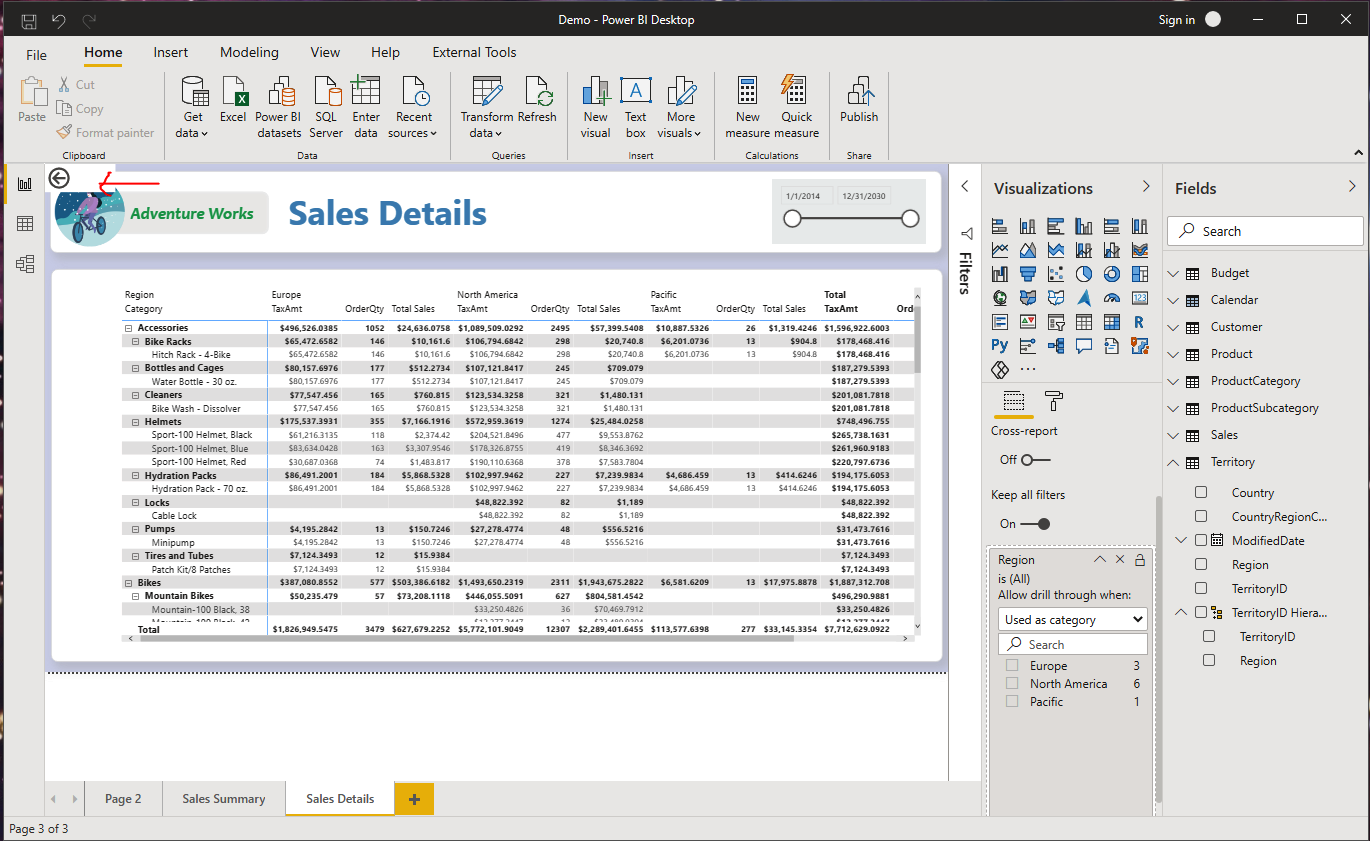 Demo - Power BI Desktop
Sign in
File Home Insert Modeling View Help External Tools
Paste
Cut
Copy
Format painter
Get data
Excel
Power BI datasets
SQL Server
Enter data
Recent sources
Transform data
Refresh
New visual
Text box
More visuals
New measure
Quick measure
Publish
Clipboard Data Queries Insert Calculations Share
Adventure Works
Sales Details
1/1/2014 12/31/2030
Region Europe North America Pacific Total
Category TaxAmt OrderQty Total Sales TaxAmt OrderQty Total Sales TaxAmt OrderQty Total Sales TaxAmt Ord
Accessories $496,526.0385 1052 $24,636.0758 $1,089,509.0292 2495 $57,399.5408 $10,887.5326 26 $1,319.4246 $1,596,922.6003
Bike Racks $65,472.6582 146 $10,161.6 $106,794.6842 298 $20,740.8 $6,201.0736 13 $904.8 $178,468.416
Hitch Rack - 4-Bike $65,472.6582 146 $10,161.6 $106,794.6842 298 $20,740.8 $6,201.0736 13 $904.8 $178,468.416
Bottles and Cages $80,157.6976 177 $512.2734 $107,121.8417 245 $709.079 $187,279.5393
Water Bottle - 30 oz. $80,157.6976 177 $512.2734 $107,121.8417 245 $709.079 $187,279.5393
Cleaners $77,547.456 165 $760.815 $123,534.3258 321 $1,480.131 $201,081.7818
Bike Wash - Dissolver $77,547.456 165 $760.815 $123,534.3258 321 $1,480.131 $201,081.7818
Helmets $175,537.3931 355 $7,166.1916 $572,959.3619 1274 $25,484.0258 $748,496.755
Sport-100 Helmet, Black $61,216.3135 118 $2,374.42 $204,521.8496 477 $9,553.8762 $265,738.1631
Sport-100 Helmet, Blue $83,634.0428 163 $3,307.9546 $178,326.8755 419 $8,346.3692 $261,960.9183
Sport-100 Helmet, Red $30,687.0368 74 $1,483.817 $190,110.6368 378 $7,583.7804 $220,797.6736
Hydration Packs $86,491.2001 184 $5,868.5328 $102,997.9462 227 $7,239.9834 $4,686.459 13 $414.6246 $194,175.6053
Hydration Pack - 70 oz. $86,491.2001 184 $5,868.5328 $102,997.9462 227 $7,239.9834 $4,686.459 13 $414.6246 $194,175.6053
Locks $48,822.392 82 $1,189 $48,822.392
Cable Lock $48,822.392 82 $1,189 $48,822.392
Pumps $4,195.2842 13 $150.7246 $27,278.4774 48 $556.5216 $31,473.7616
Minipump $4,195.2842 13 $150.7246 $27,278.4774 48 $556.5216 $31,473.7616
Tires and Tubes $7,124.3493 12 $15.9384 $7,124.3493
Patch Kit/8 Patches $7,124.3493 12 $15.9384 $7,124.3493
Bikes $387,080.8552 577 $503,386.6182 $1,493,650.2319 2311 $1,943,675.2822 $6,581.6209 13 $17,975.8878 $1,887,312.708
Mountain Bikes $50,235.479 57 $73,208.1118 $446,055.5091 627 $804,581.4542 $496,290.9881
Mountain-100 Black, 38 $33,250.4826 36 $70,469.7912 $33,250.4826
Total $1,826,949.5475 3479 $627,679.2252 $5,772,101.9049 12307 $2,289,401.6455 $113,577.6398 277 $33,145.3354 $7,712,629.0922
Filters
Visualizations
R
Py
123
Cross-report
Off
Keep all filters
On
Region
is (All)
Allow drill through when:
Used as category
Search
Europe 3
North America 6
Pacific 1
Fields
Search
Budget
Calendar
Customer
Product
ProductCategory
ProductSubcategory
Sales
Territory
Country
CountryRegionC...
ModifiedDate
Region
TerritoryID
TerritoryID Hiera...
TerritoryID
Region
Page 2 Sales Summary Sales Details
Page 3 of 3